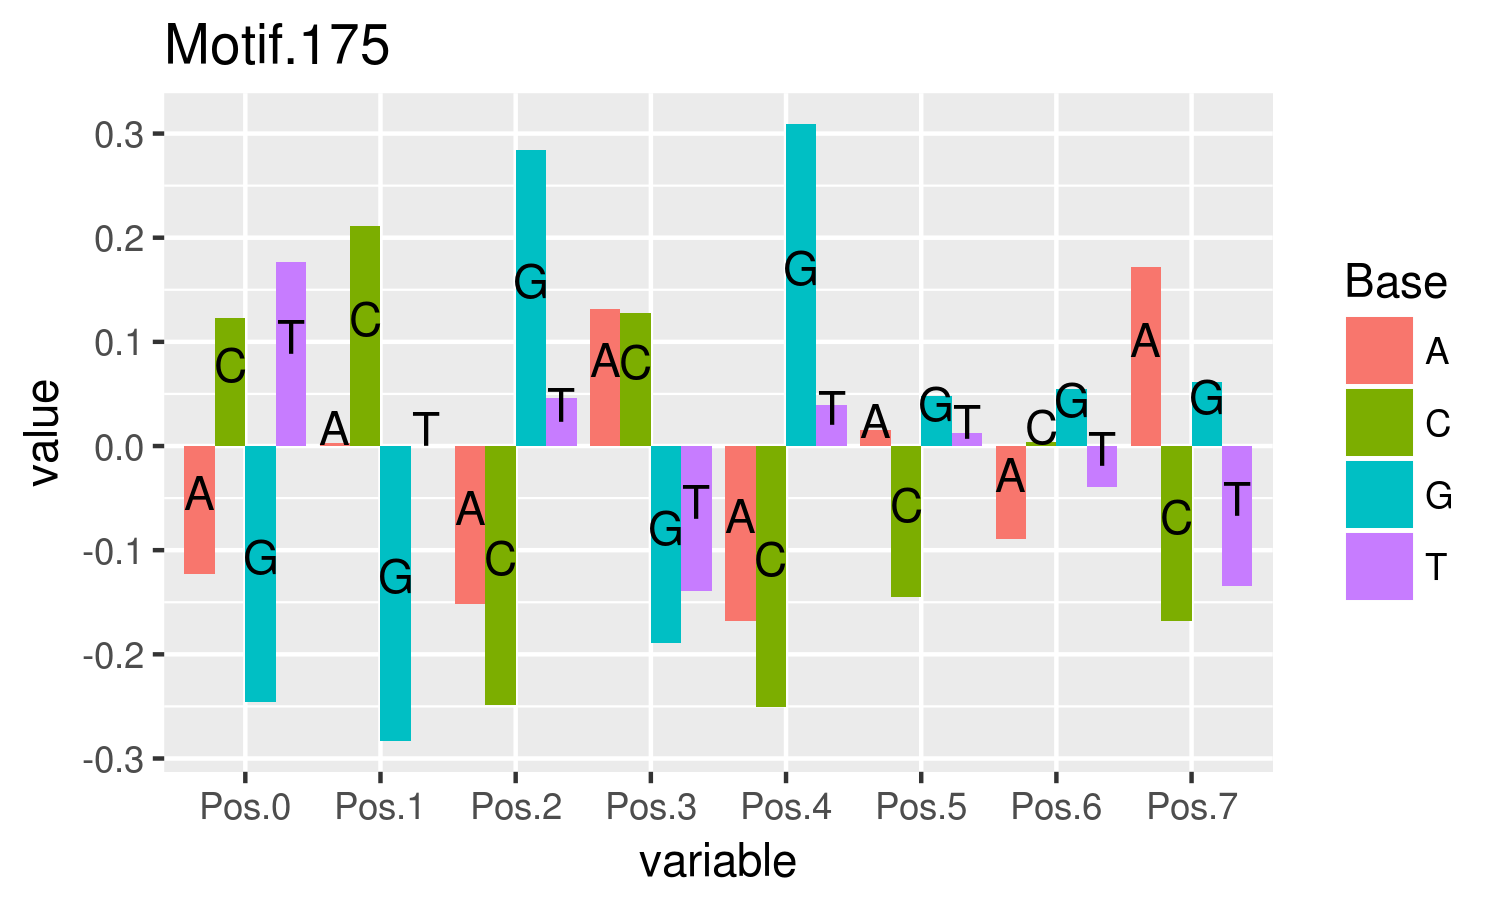 Motif.175
0.3
0.2
0.1
0.0
-0.1
-0.2
-0.3
value
A C G T
A C G T
A C G T
A C G T
A C G T
A C G T
A C G T
A C G T
Pos.0 Pos.1 Pos.2 Pos.3 Pos.4 Pos.5 Pos.6 Pos.7
variable
Base
A
C
G
T